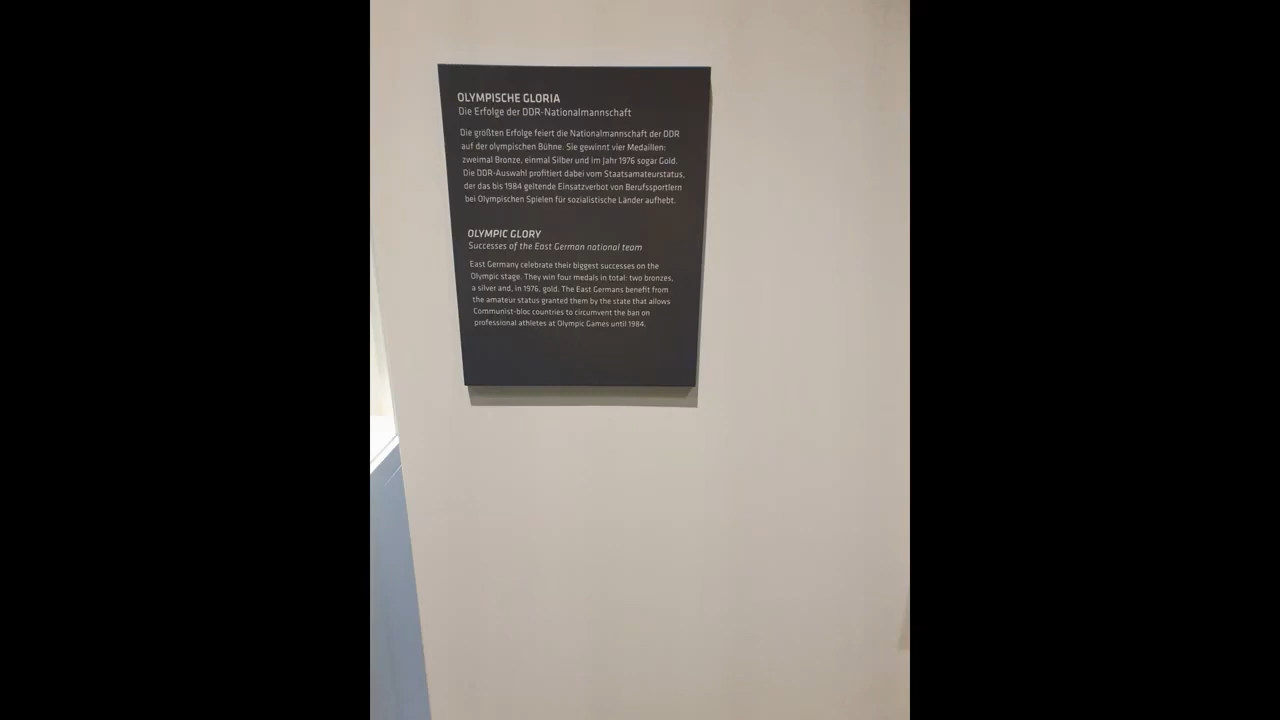 OLYMPISCHE GLORIA
Die Erfolge der DDR-Nationalmannschaft
Die größten Erfolge feiert die Nationalmannschaft der DDR
auf der olympischen Bühne. Sie gewinnt vier Medaillen:
zweimal Bronze, einmal Silber und im Jahr 1976 sogar Gold.
Die DDR-Auswahl profitiert dabei vom Staatsamateurstatus,
der das bis 1984 geltende Einsatzverbot von Berufssportlern
bei Olympischen Spielen für sozialistische Länder aufhebt.
OLYMPIC GLORY
Successes of the East German national team
East Germany celebrate their biggest successes on the
Olympic stage. They win four medals in total: two bronzes,
a silver and, in 1976, gold. The East Germans benefit from
the amateur status granted them by the state that allows
Communist-bloc countries to circumvent the ban on
professional athletes at Olympic Games until 1984.